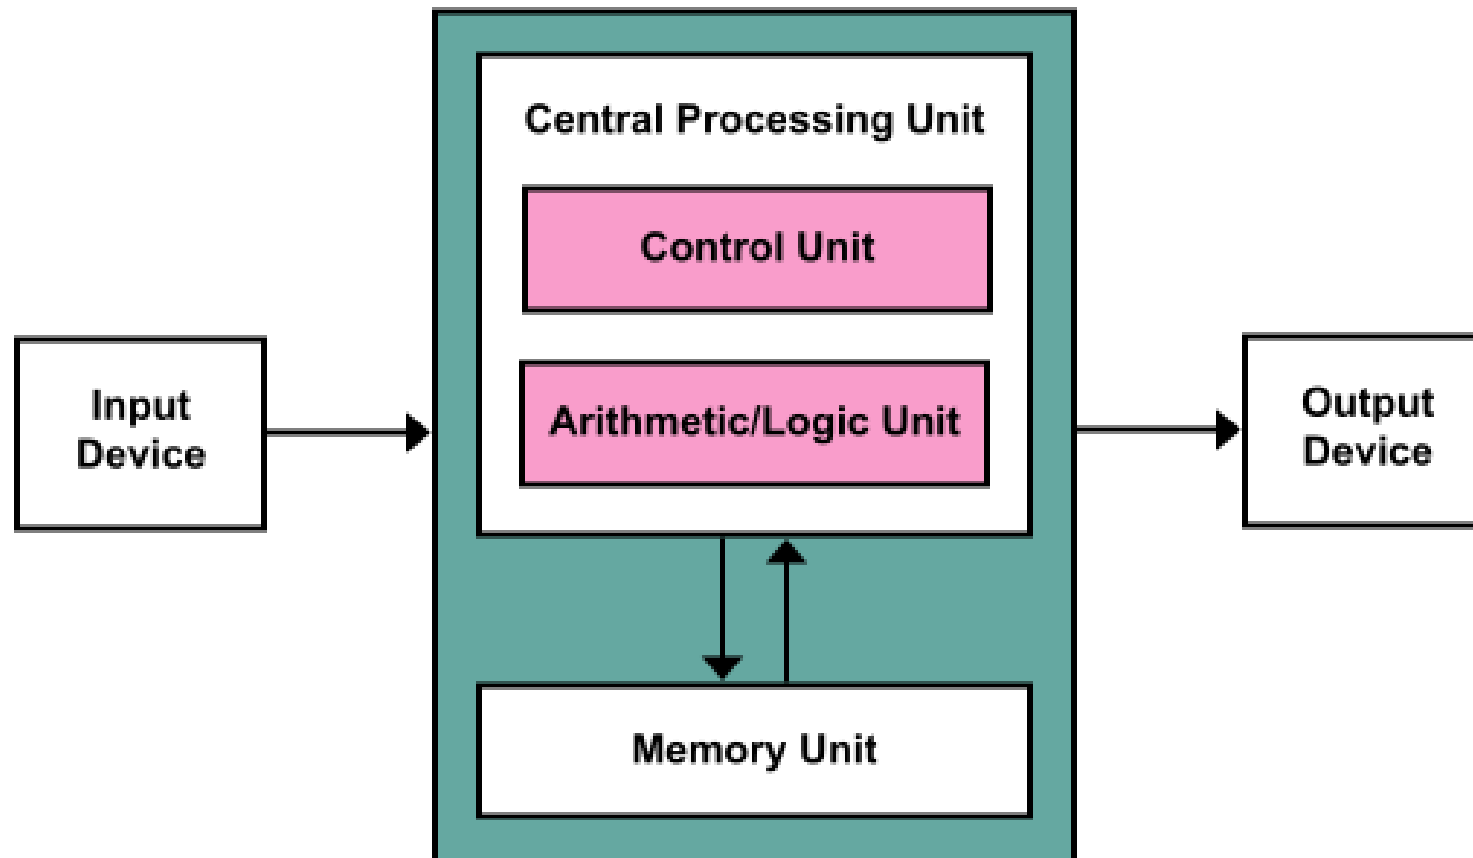 Central Processing Unit
Control Unit
Arithmetic/Logic Unit
Input
Device
Output
Device
Memory Unit